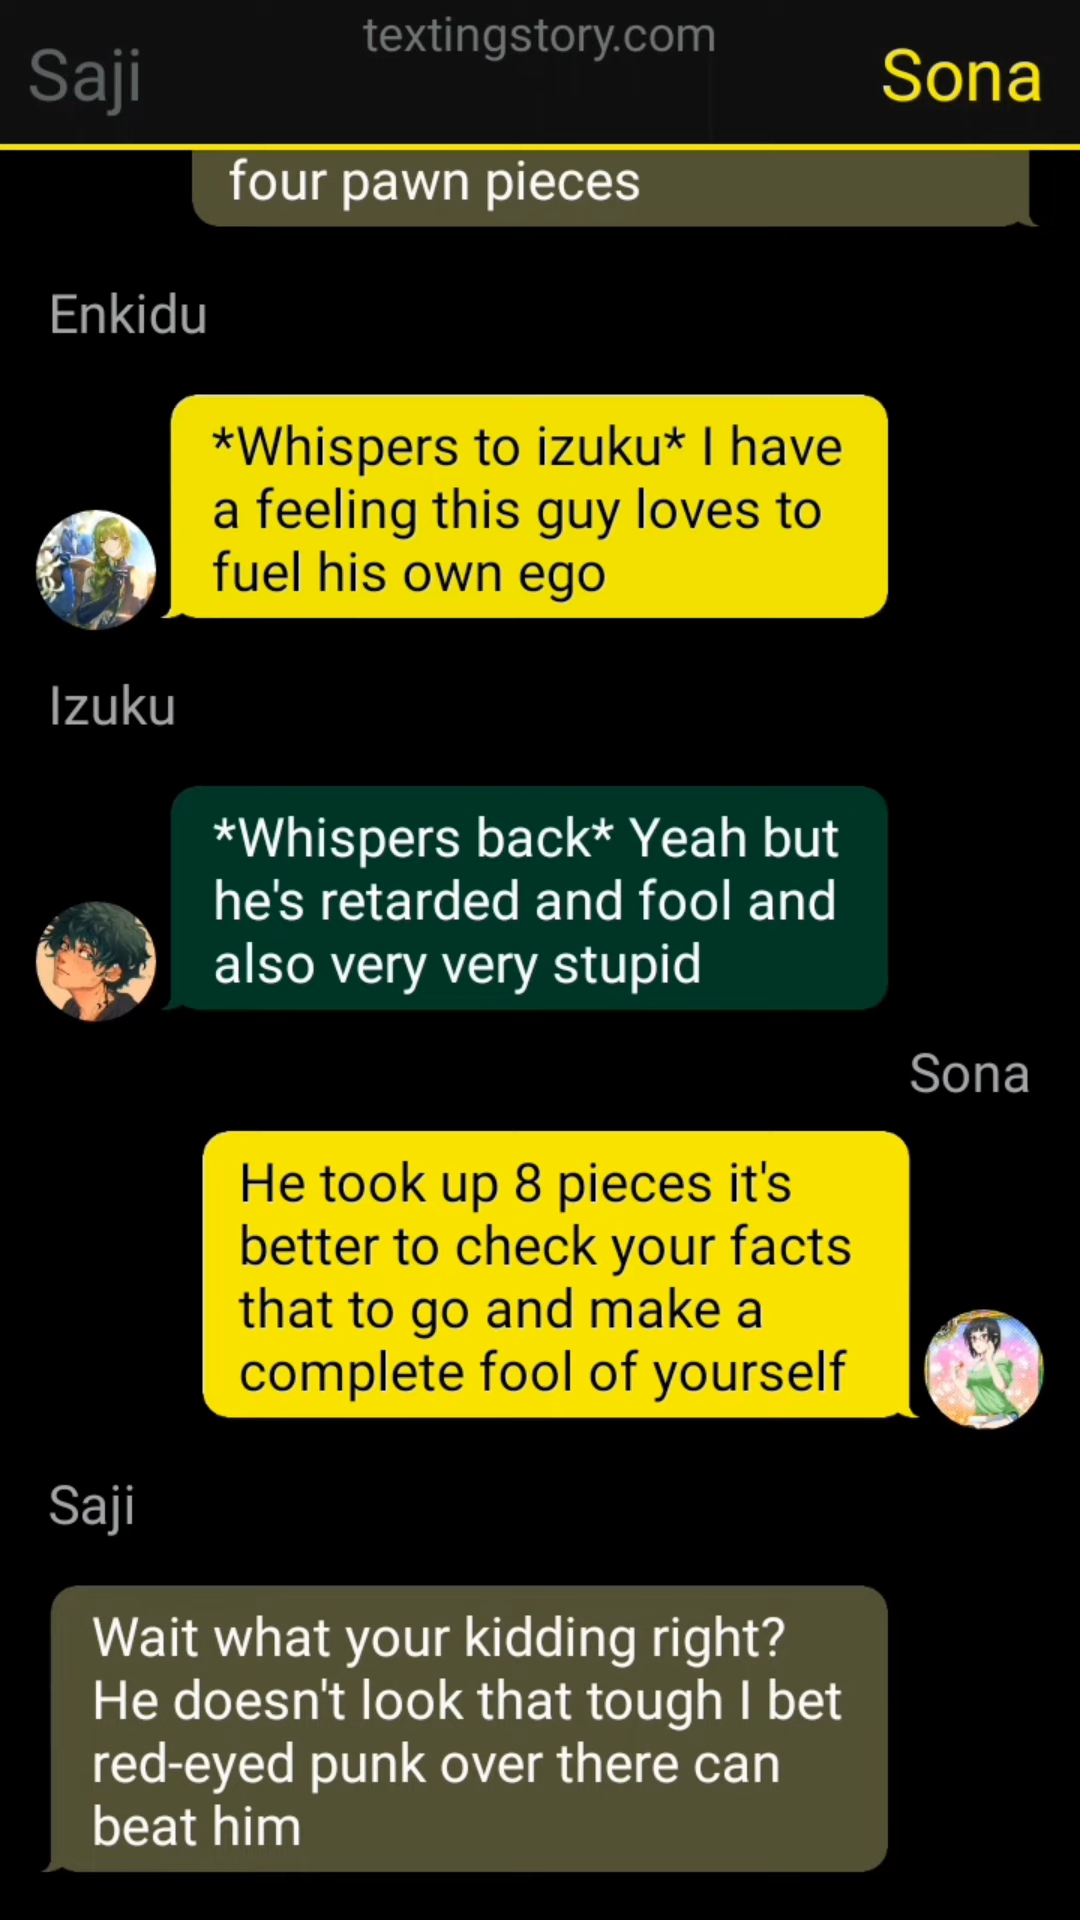 textingstory.com
Saji
Sona
four pawn pieces
Enkidu
*Whispers to izuku* I have
a feeling this guy loves to
fuel his own ego
Izuku
*Whispers back* Yeah but
he's retarded and fool and
also very very stupid
Sona
He took up 8 pieces it's
better to check your facts
that to go and make a
complete fool of yourself
Saji
Wait what your kidding right?
He doesn't look that tough I bet
red-eyed punk over there can
beat him